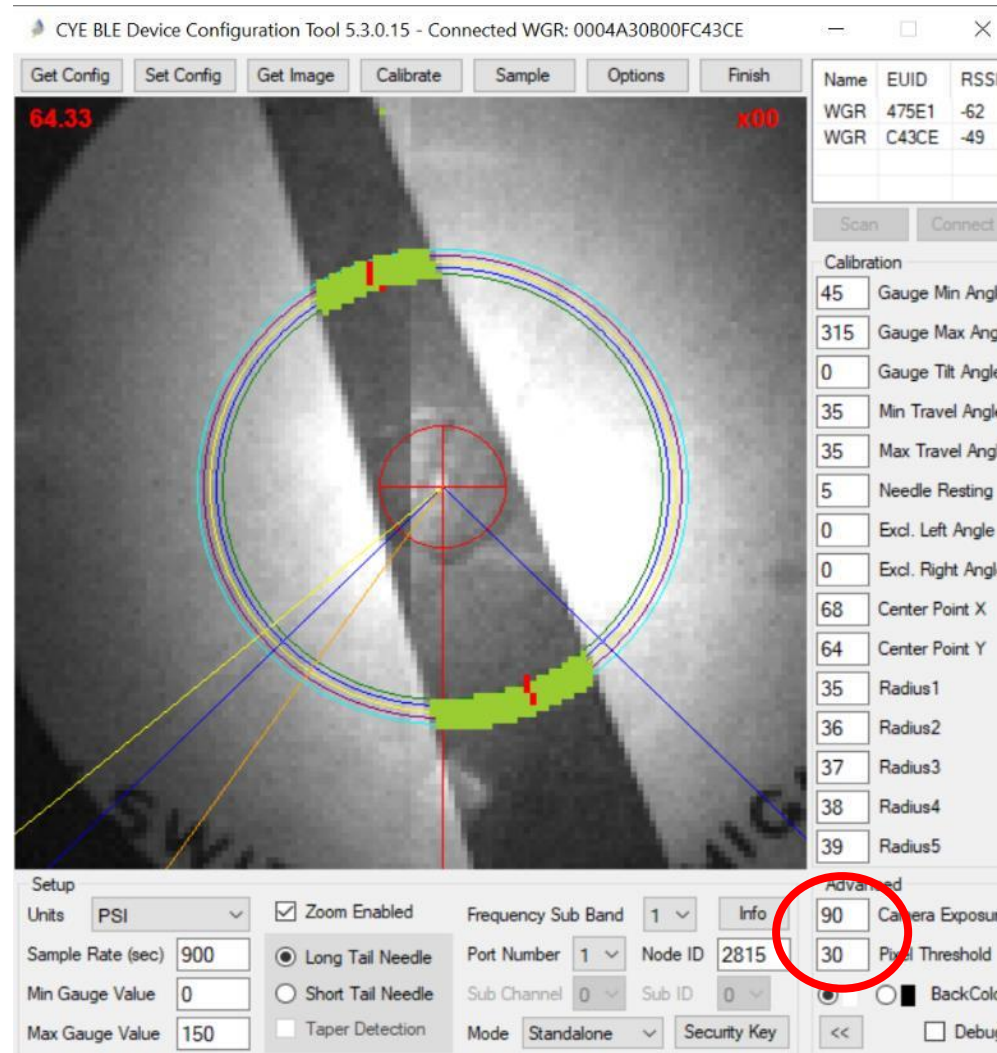 CYE BLE Device Configuration Tool 5.3.0.15 - Connected WGR: 0004A30B00FC43CE
Get Config Set Config Get Image Calibrate Sample Options Finish
64.33 x00
Name EUID RSSI
WGR 475E1 -62
WGR C43CE -49
Scan Connect
Calibration
45 Gauge Min Angl
315 Gauge Max Ang
0 Gauge Tilt Angle
35 Min Travel Angle
35 Max Travel Angl
5 Needle Resting
0 Excl. Left Angle
0 Excl. Right Angle
68 Center Point X
64 Center Point Y
35 Radius1
36 Radius2
37 Radius3
38 Radius4
39 Radius5
Setup
Units PSI
Sample Rate (sec) 900
Min Gauge Value 0
Max Gauge Value 150
Zoom Enabled
Long Tail Needle
Short Tail Needle
Taper Detection
Frequency Sub Band 1 Info
Port Number 1 Node ID 2815
Sub Channel 0 Sub ID 0
Mode Standalone Security Key
Advanced
90 Camera Exposur
30 Pixel Threshold
BackColo
<< Debug